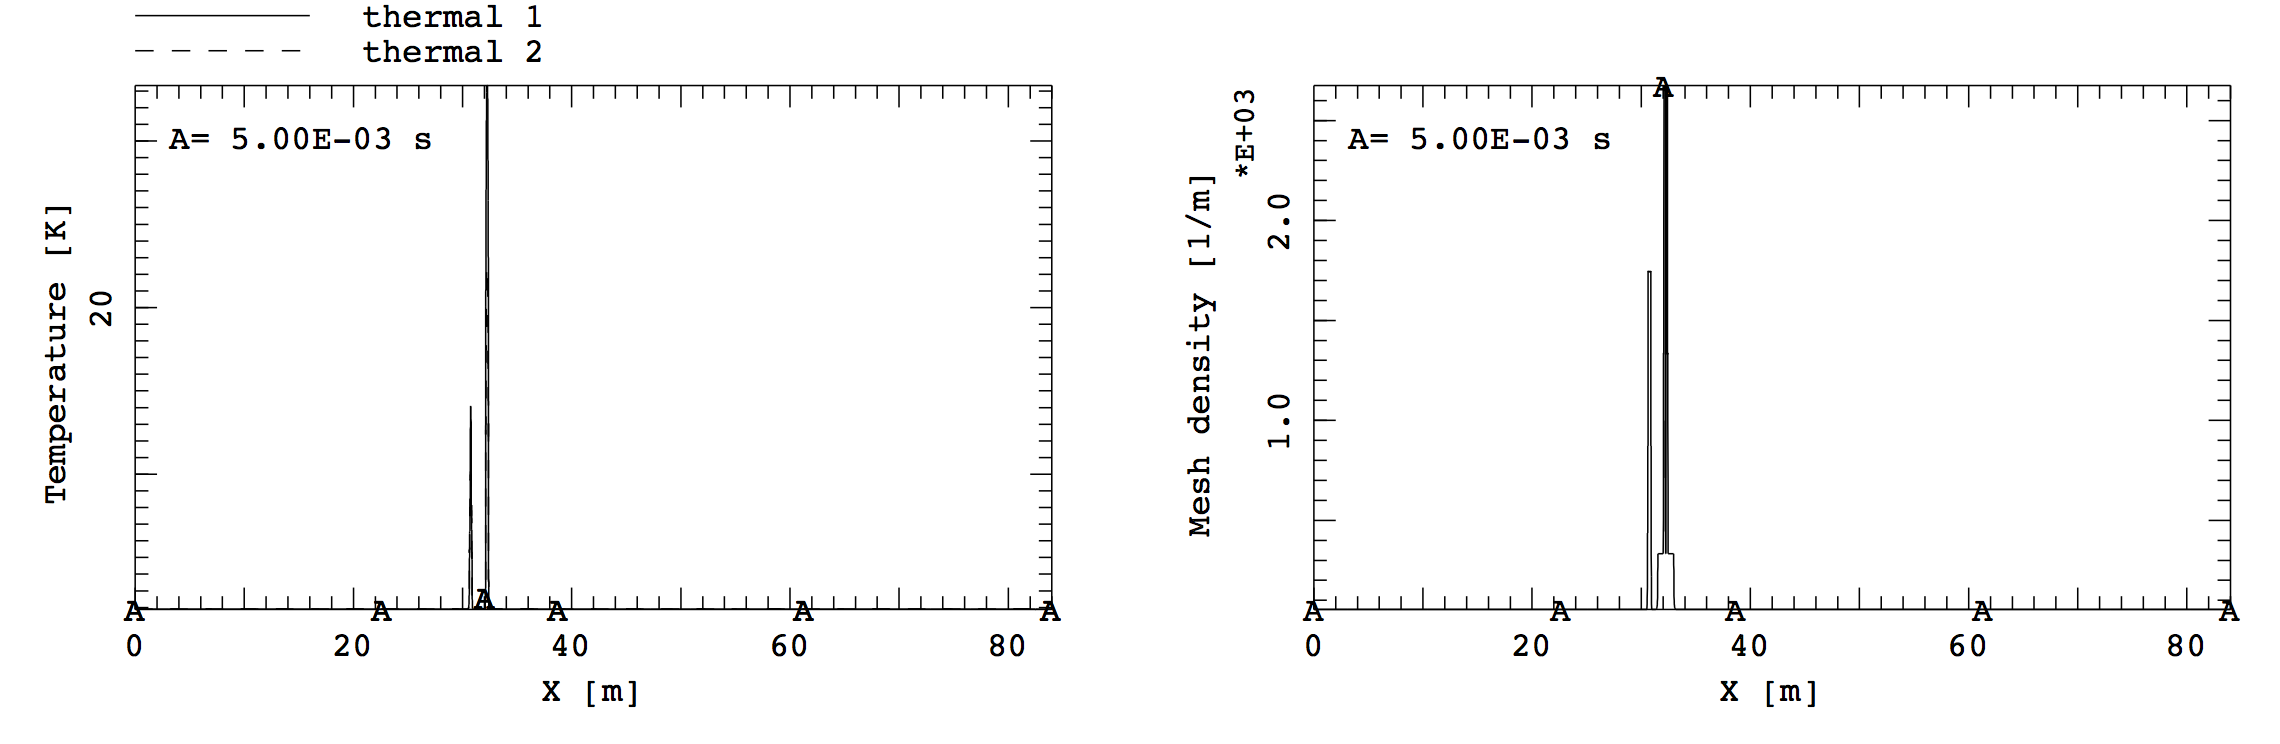 thermal 1
thermal 2
A= 5.00E-03 s
Temperature [K]
20
A A A A A A
0 20 40 60 80
X [m]
A= 5.00E-03 s
Mesh density [1/m]
*E+03
2.0
1.0
A
A A A A A
0 20 40 60 80
X [m]